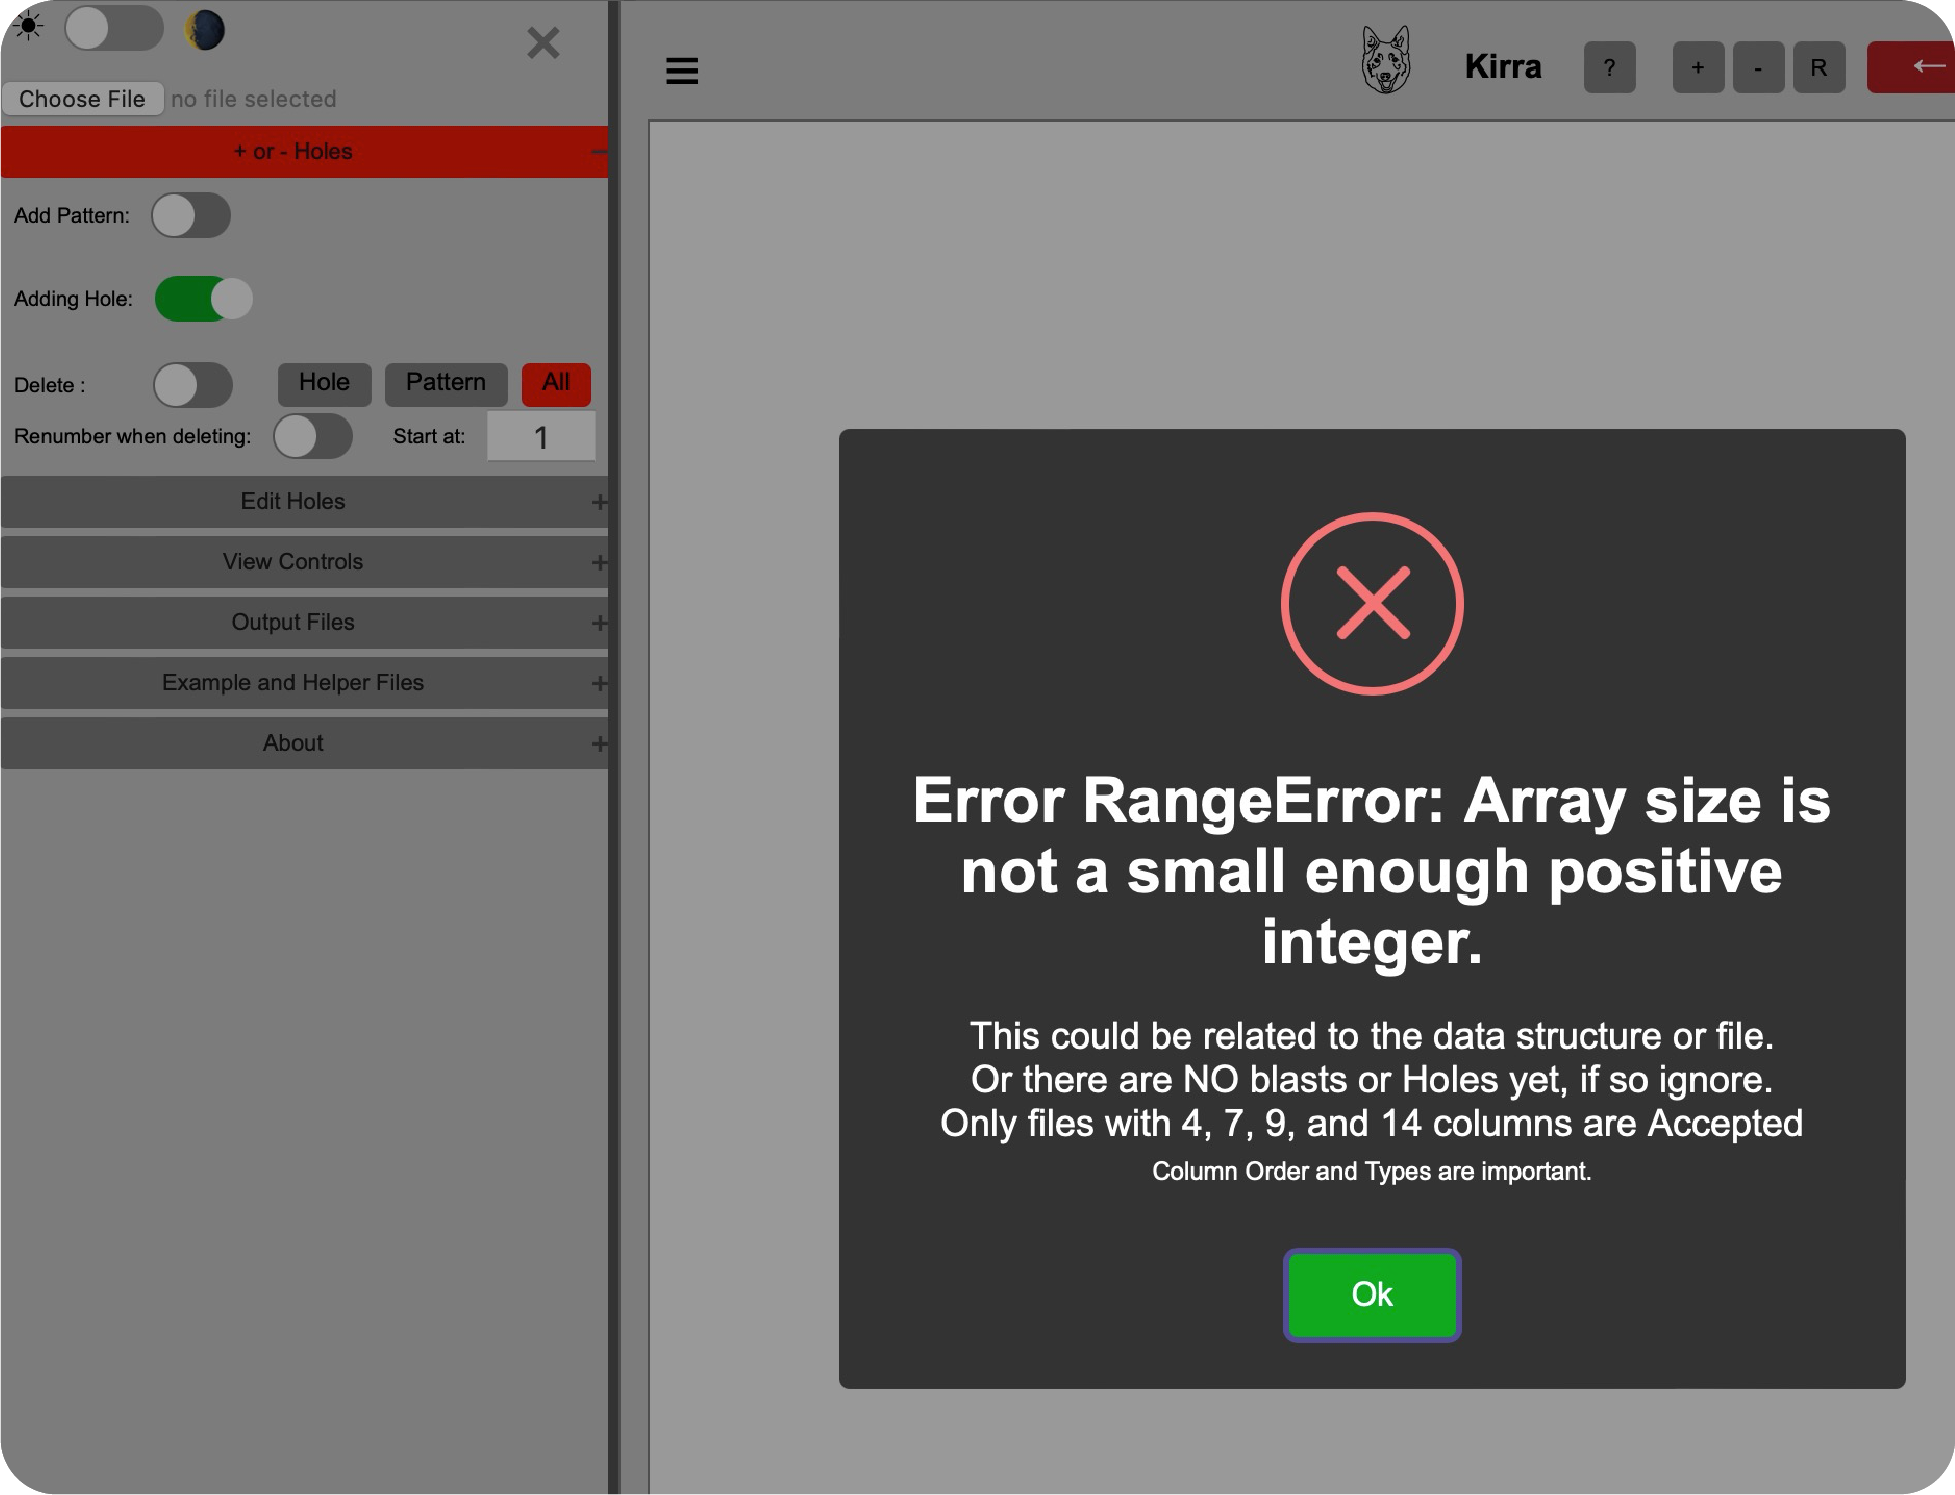 Choose File no file selected
+ or - Holes −
Add Pattern:
Adding Hole:
Delete : Hole Pattern All
Renumber when deleting: Start at: 1
Edit Holes +
View Controls +
Output Files +
Example and Helper Files +
About +
Kirra ? + - R ←
Error RangeError: Array size is
not a small enough positive
integer.
This could be related to the data structure or file.
Or there are NO blasts or Holes yet, if so ignore.
Only files with 4, 7, 9, and 14 columns are Accepted
Column Order and Types are important.
Ok